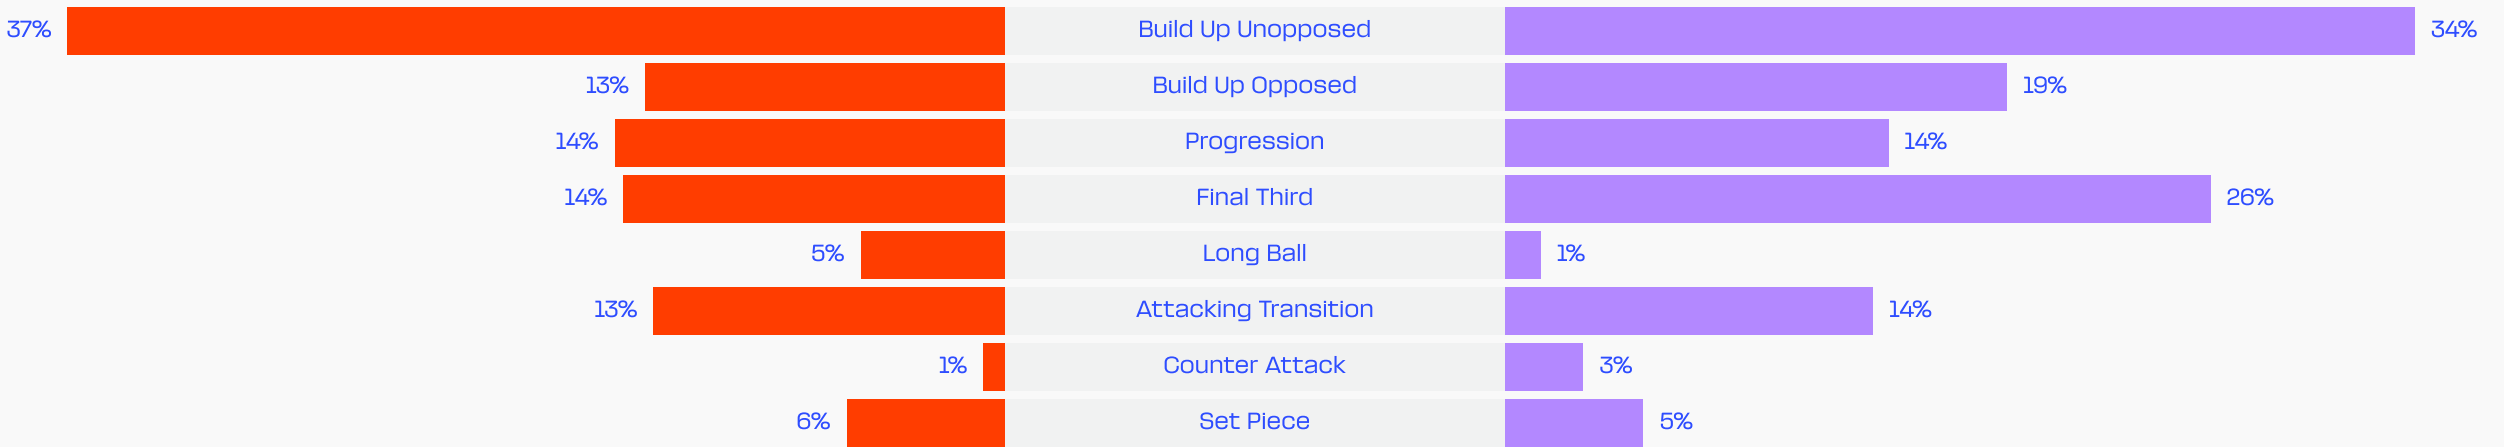 37% Build Up Unopposed 34%
13% Build Up Opposed 19%
14% Progression 14%
14% Final Third 26%
5% Long Ball 1%
13% Attacking Transition 14%
1% Counter Attack 3%
6% Set Piece 5%